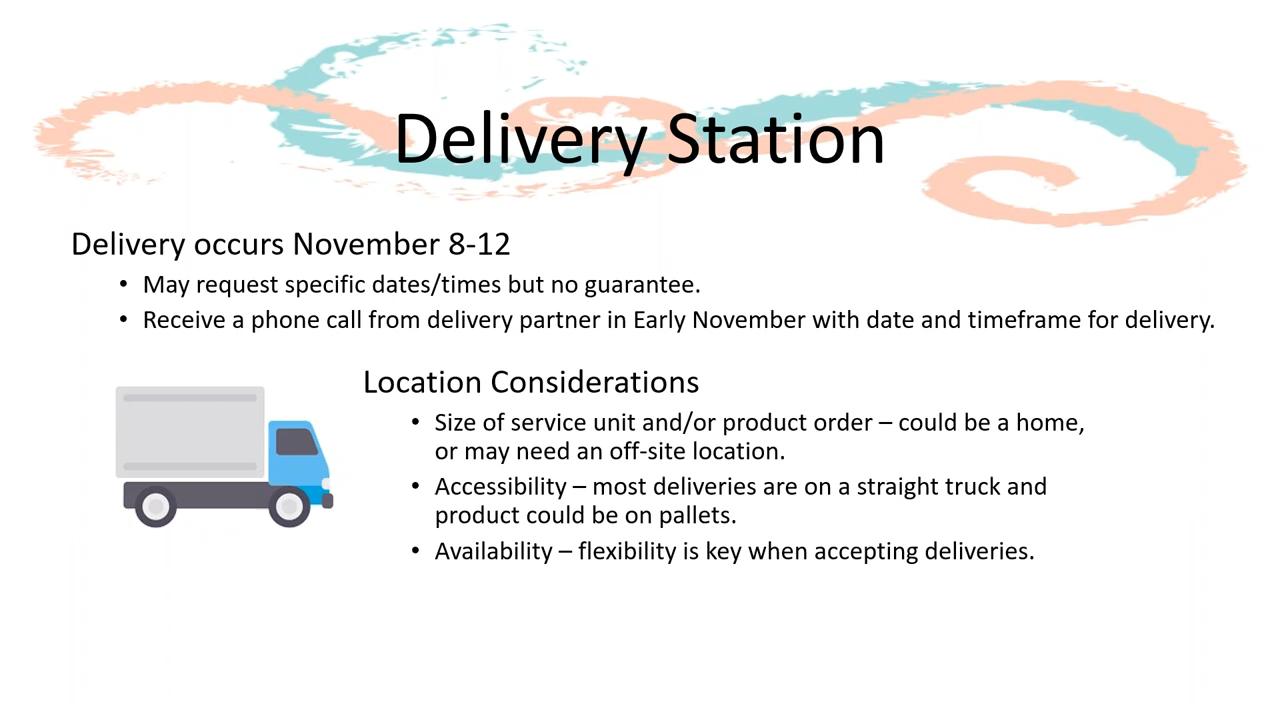 Delivery Station
Delivery occurs November 8-12
• May request specific dates/times but no guarantee.
• Receive a phone call from delivery partner in Early November with date and timeframe for delivery.
Location Considerations
• Size of service unit and/or product order – could be a home,
or may need an off-site location.
• Accessibility – most deliveries are on a straight truck and
product could be on pallets.
• Availability – flexibility is key when accepting deliveries.